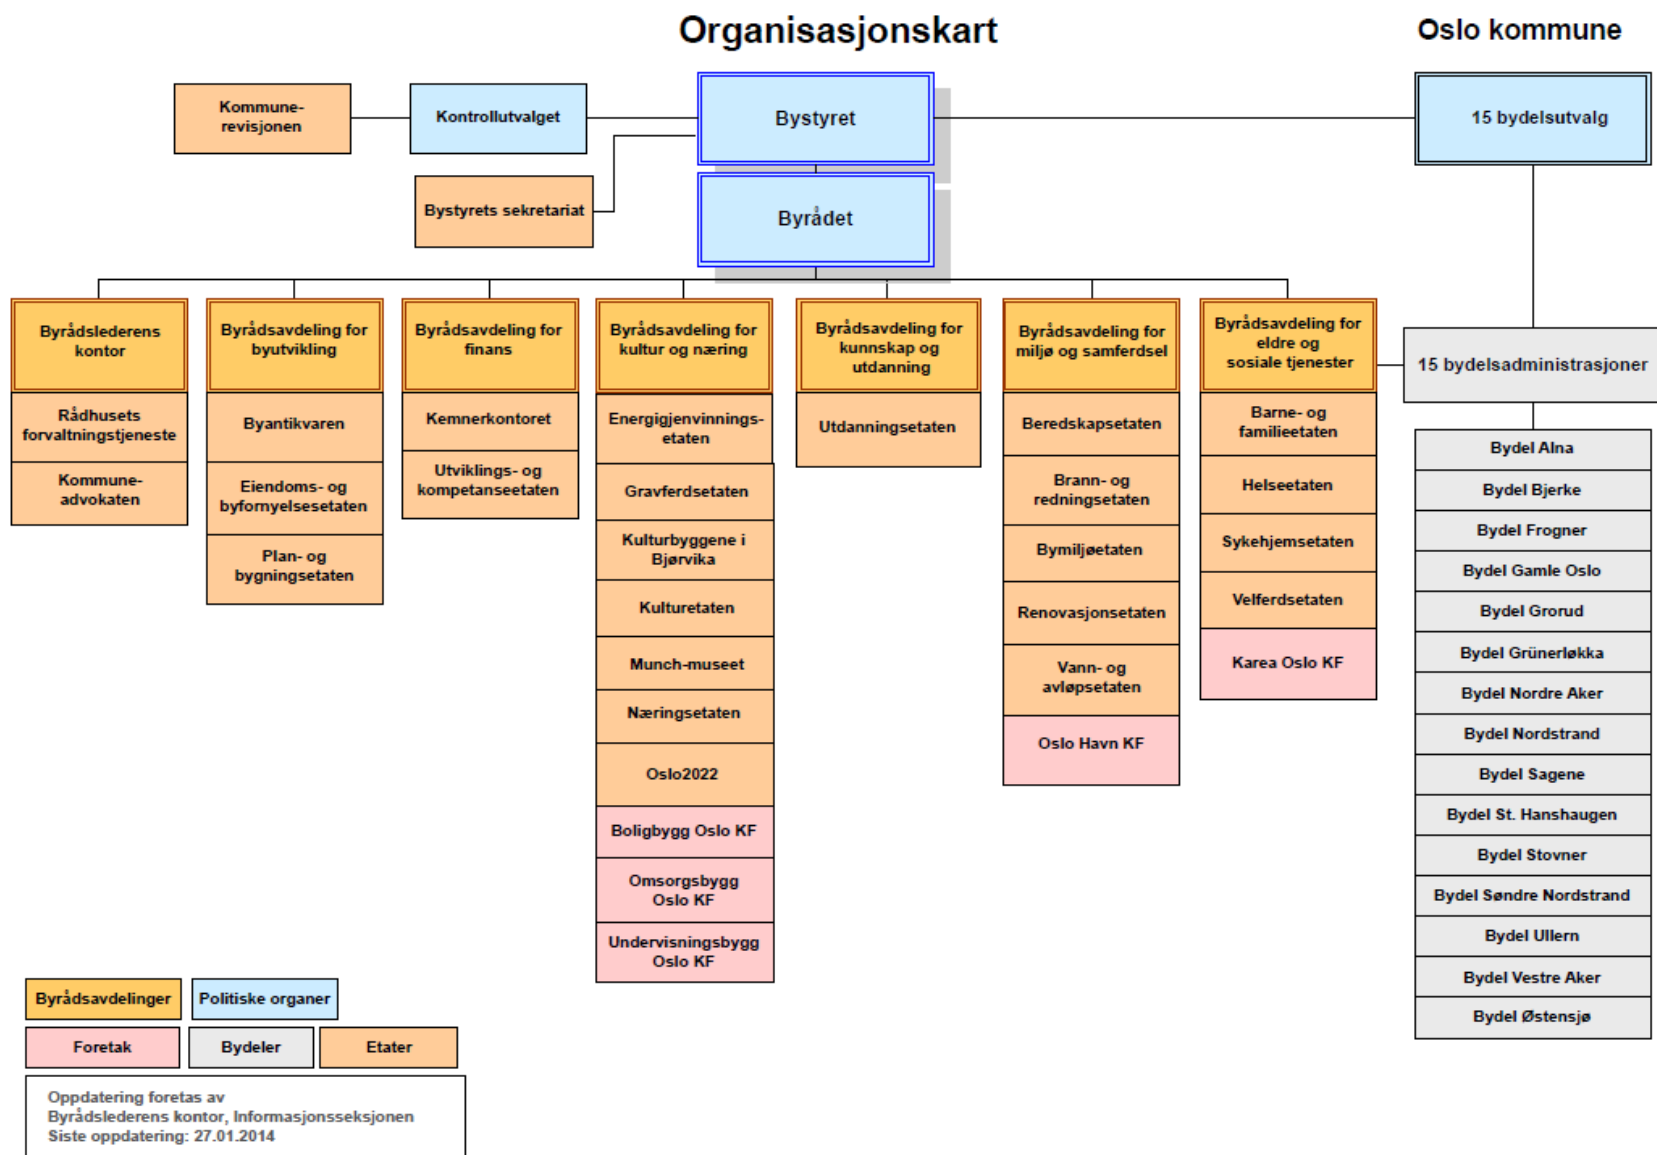 Organisasjonskart
Oslo kommune
Kommune-
revisjonen
Kontrollutvalget
Bystyret
15 bydelsutvalg
Bystyrets sekretariat
Byrådet
Byrådslederens
kontor
Rådhusets
forvaltningstjeneste
Kommune-
advokaten
Byrådsavdeling for
byutvikling
Byantikvaren
Eiendoms- og
byfornyelsesetaten
Plan- og
bygningsetaten
Byrådsavdeling for
finans
Kemnerkontoret
Utviklings- og
kompetanseetaten
Byrådsavdeling for
kultur og næring
Energigjenvinnings-
etaten
Gravferdsetaten
Kulturbyggene i
Bjørvika
Kulturetaten
Munch-museet
Næringsetaten
Oslo2022
Boligbygg Oslo KF
Omsorgsbygg
Oslo KF
Undervisningsbygg
Oslo KF
Byrådsavdeling for
kunnskap og
utdanning
Utdanningsetaten
Byrådsavdeling for
miljø og samferdsel
Beredskapsetaten
Brann- og
redningsetaten
Bymiljøetaten
Renovasjonsetaten
Vann- og
avløpsetaten
Oslo Havn KF
Byrådsavdeling for
eldre og
sosiale tjenester
Barne- og
familieetaten
Helseetaten
Sykehjemsetaten
Velferdsetaten
Karea Oslo KF
15 bydelsadministrasjoner
Bydel Alna
Bydel Bjerke
Bydel Frogner
Bydel Gamle Oslo
Bydel Grorud
Bydel Grünerløkka
Bydel Nordre Aker
Bydel Nordstrand
Bydel Sagene
Bydel St. Hanshaugen
Bydel Stovner
Bydel Søndre Nordstrand
Bydel Ullern
Bydel Vestre Aker
Bydel Østensjø
Byrådsavdelinger
Politiske organer
Foretak
Bydeler
Etater
Oppdatering foretas av
Byrådslederens kontor, Informasjonsseksjonen
Siste oppdatering: 27.01.2014